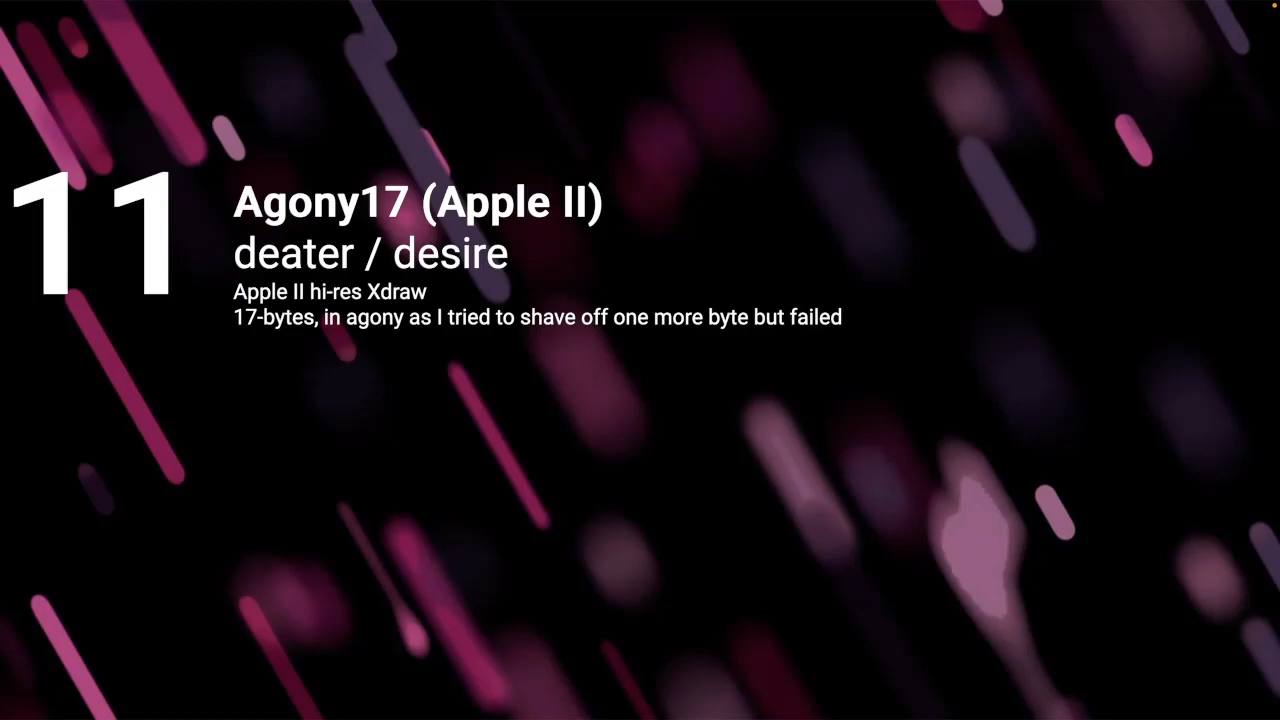 11
Agony17 (Apple II)
deater / desire
Apple II hi-res Xdraw
17-bytes, in agony as I tried to shave off one more byte but failed